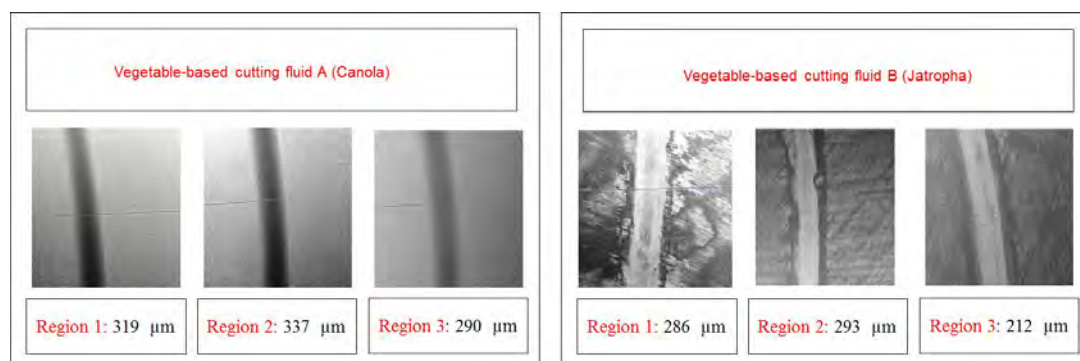 Vegetable-based cutting fluid A (Canola)
Region 1: 319 µm
Region 2: 337 µm
Region 3: 290 µm
Vegetable-based cutting fluid B (Jatropha)
Region 1: 286 µm
Region 2: 293 µm
Region 3: 212 µm